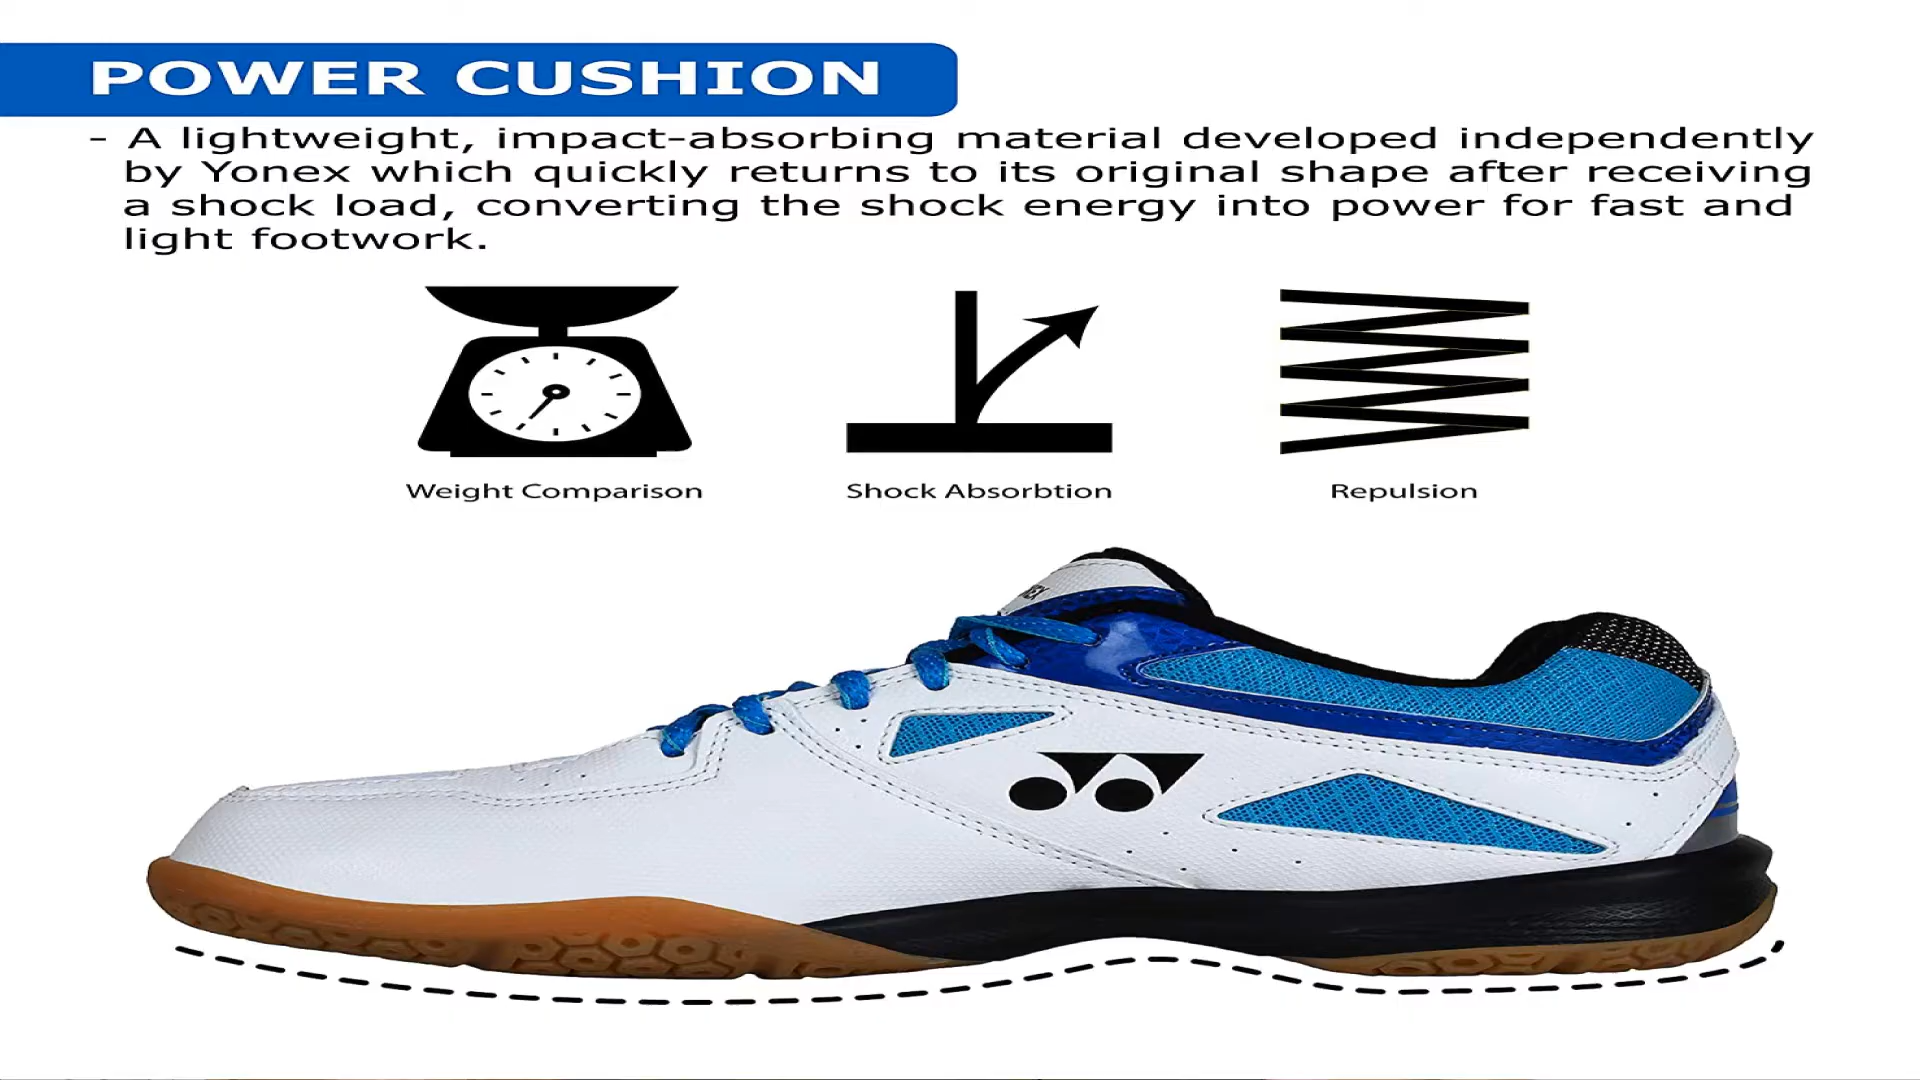 POWER CUSHION
- A lightweight, impact-absorbing material developed independently
by Yonex which quickly returns to its original shape after receiving
a shock load, converting the shock energy into power for fast and
light footwork.
Weight Comparison
Shock Absorbtion
Repulsion